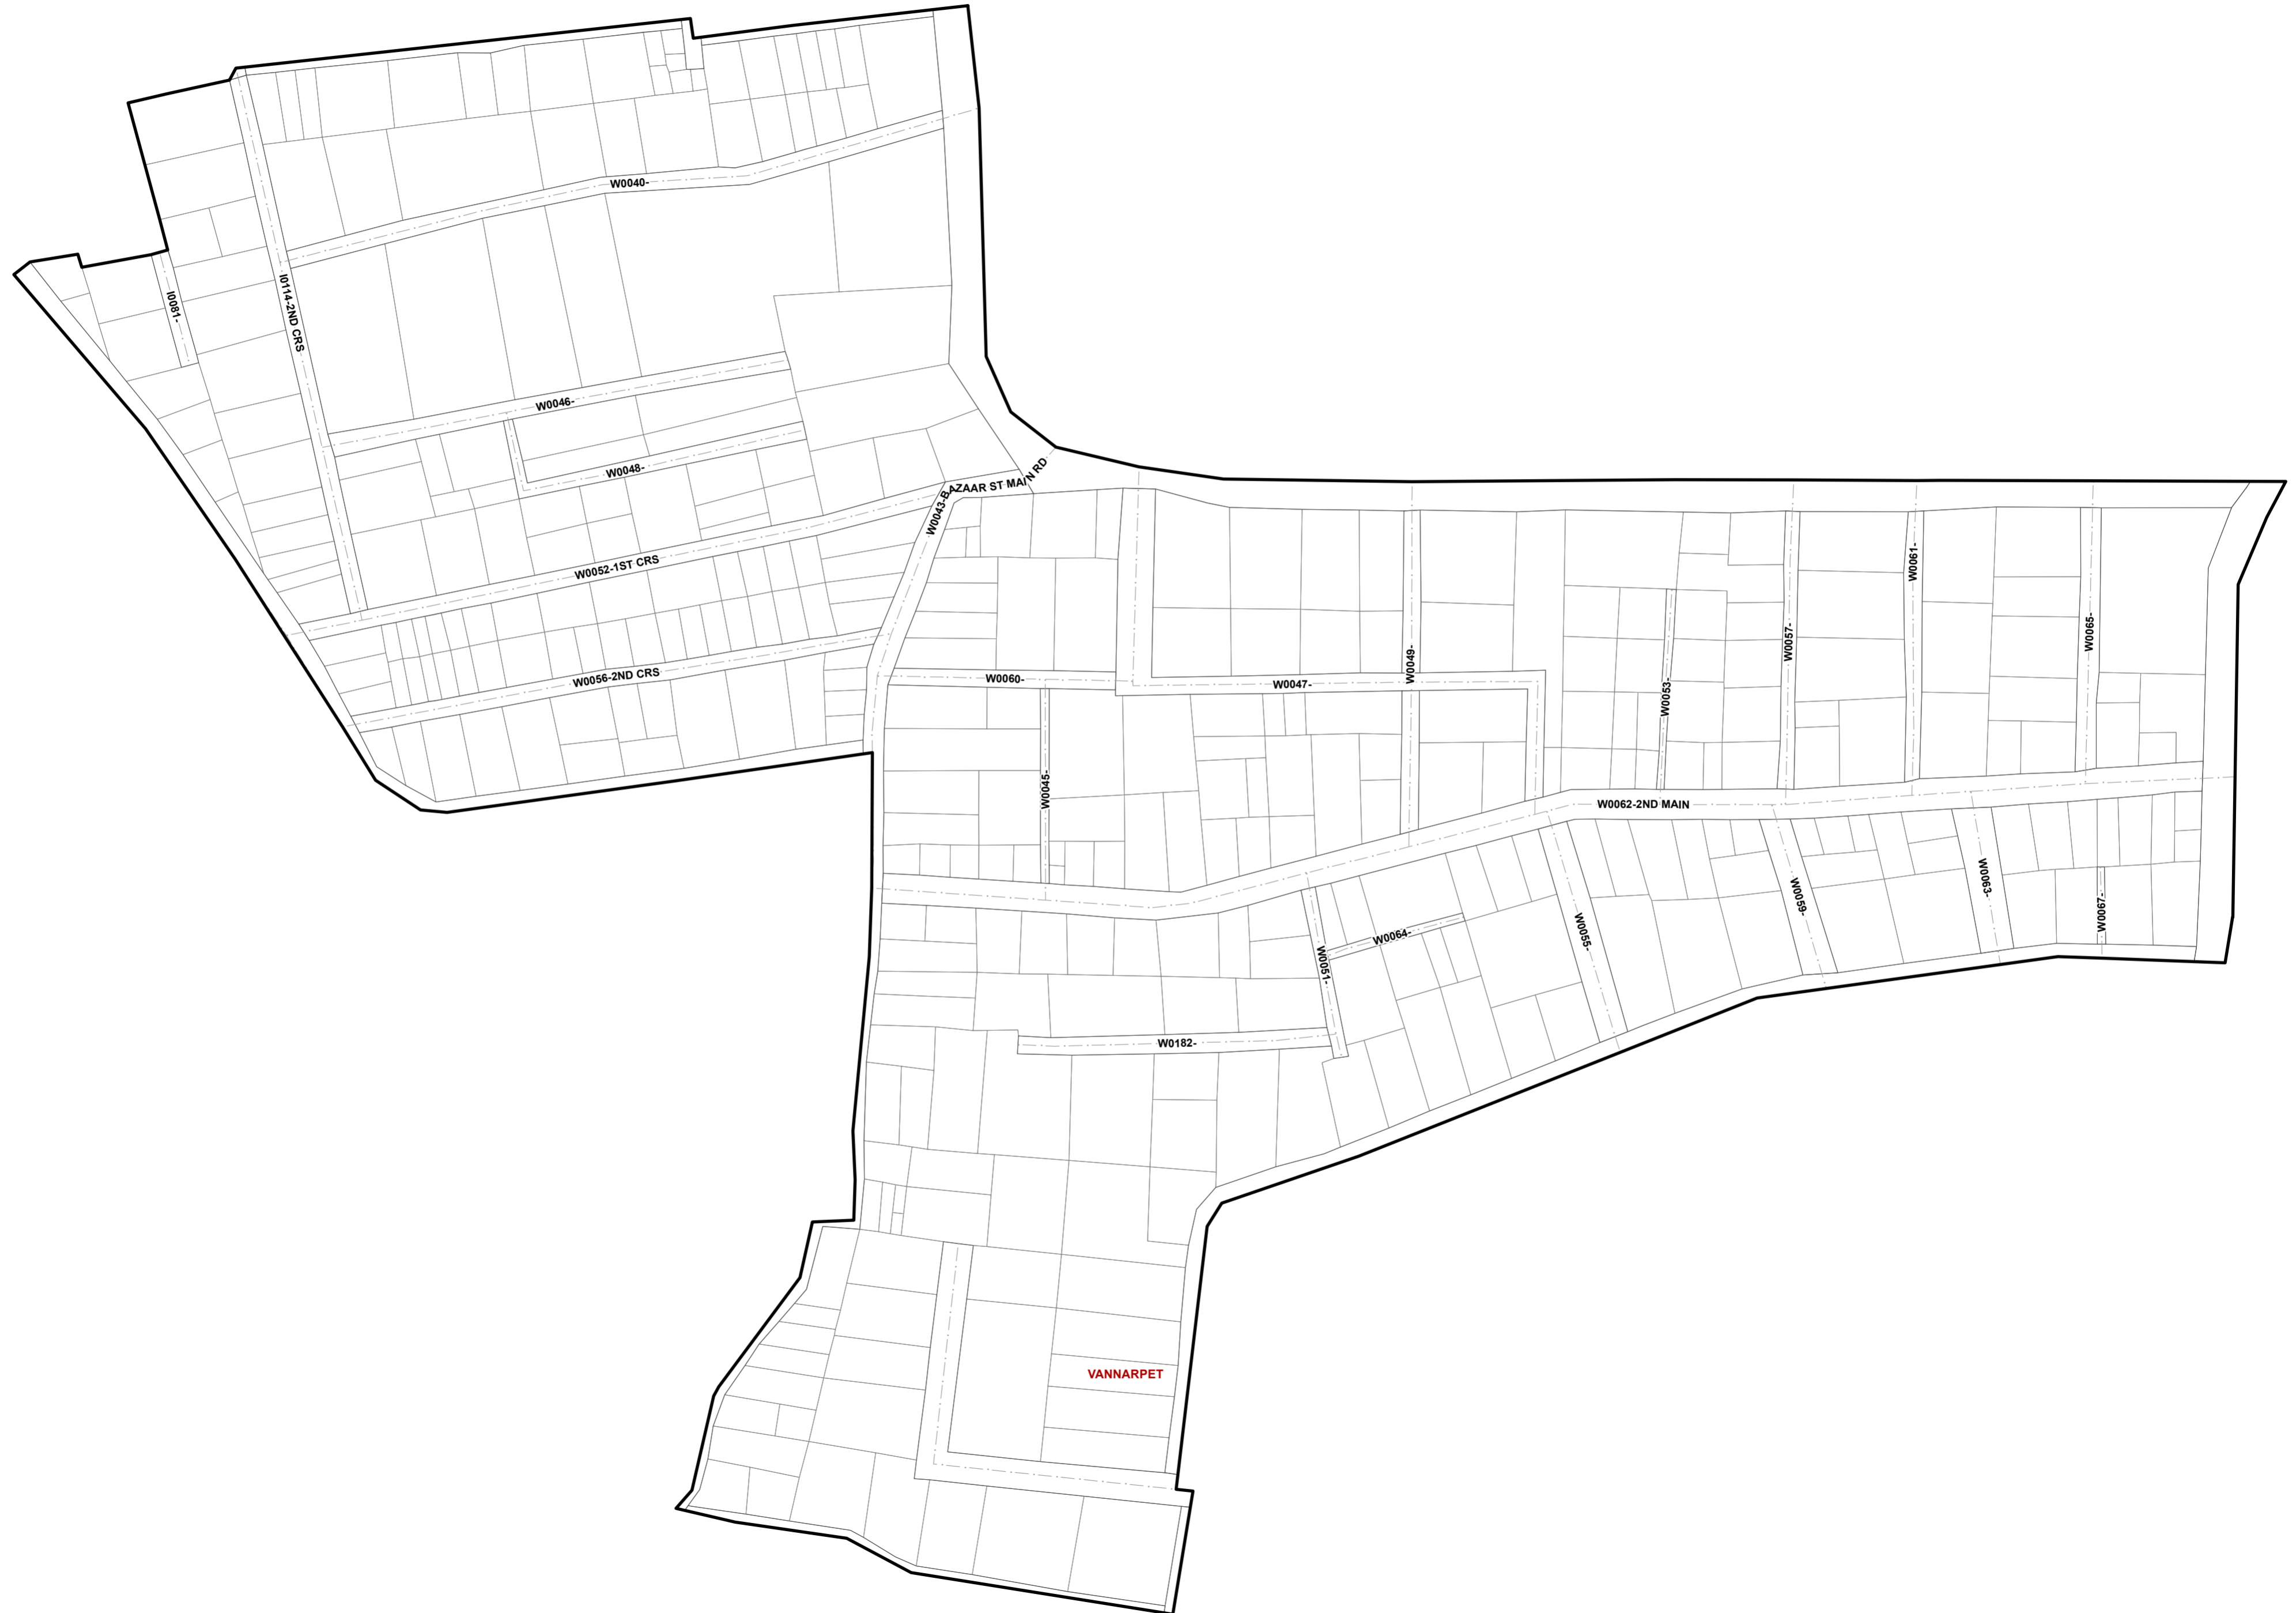 W0040-
I0114-2ND CRS
I0081-
W0046-
W0048-
W0043-BAZAAR ST MAIN RD
W0052-1ST CRS
W0056-2ND CRS
W0060-
W0047-
W0049-
W0053-
W0057-
W0061-
W0065-
W0045-
W0062-2ND MAIN
W0064-
W0051-
W0055-
W0059-
W0063-
W0067-
W0182-
VANNARPET